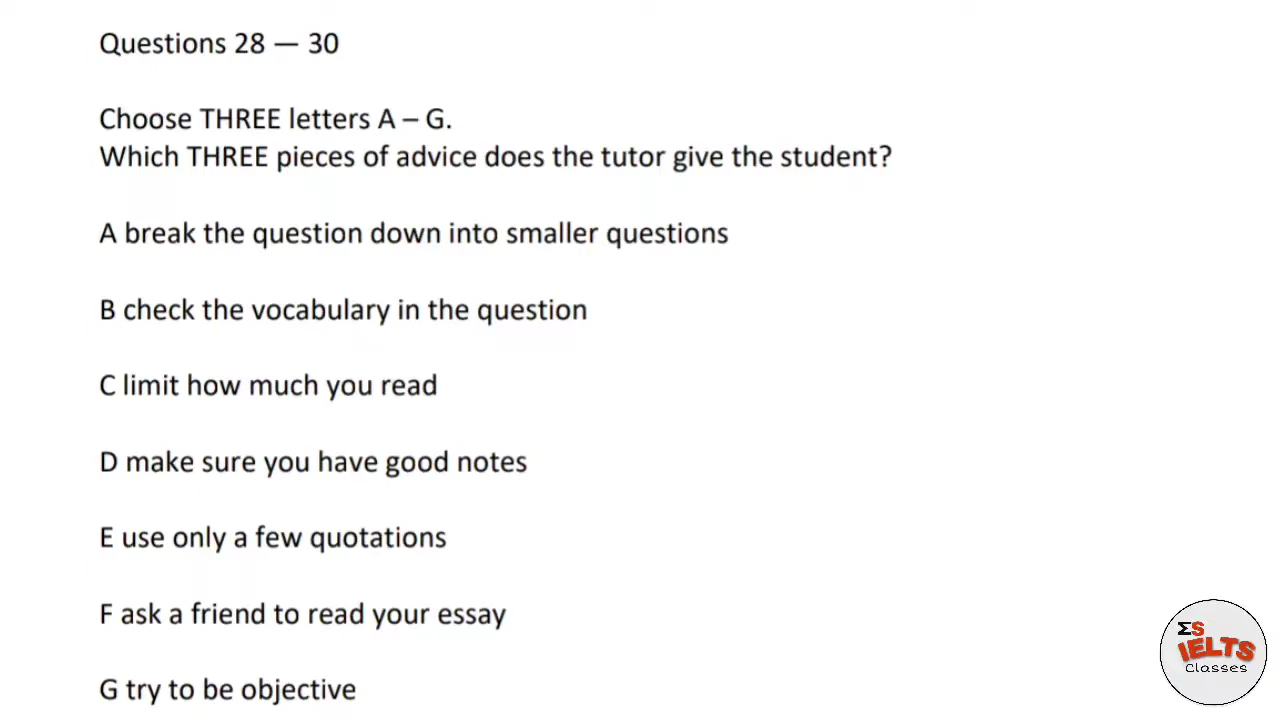 Questions 28 — 30
Choose THREE letters A – G.
Which THREE pieces of advice does the tutor give the student?
A break the question down into smaller questions
B check the vocabulary in the question
C limit how much you read
D make sure you have good notes
E use only a few quotations
F ask a friend to read your essay
G try to be objective
ΣS
IELTS
Classes